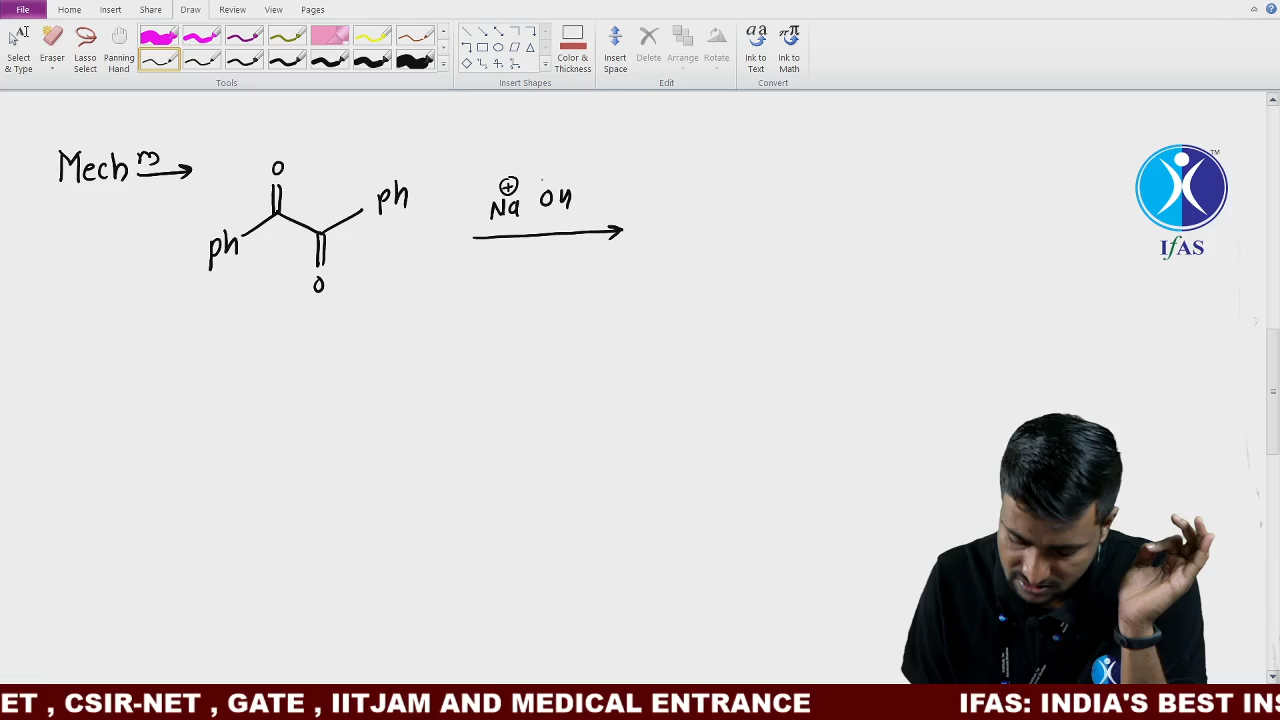 File Home Insert Share Draw Review View Pages
Select & Type
Eraser
Lasso Select
Panning Hand
Insert Space
Color & Thickness
Delete
Arrange
Rotate
Ink to Text
Ink to Math
Tools
Insert Shapes
Edit
Convert
Mech m
O
ph
ph
O
⊕
Na OH
TM
IfAS
ET , CSIR-NET , GATE , IITJAM AND MEDICAL ENTRANCE IFAS: INDIA'S BEST INS